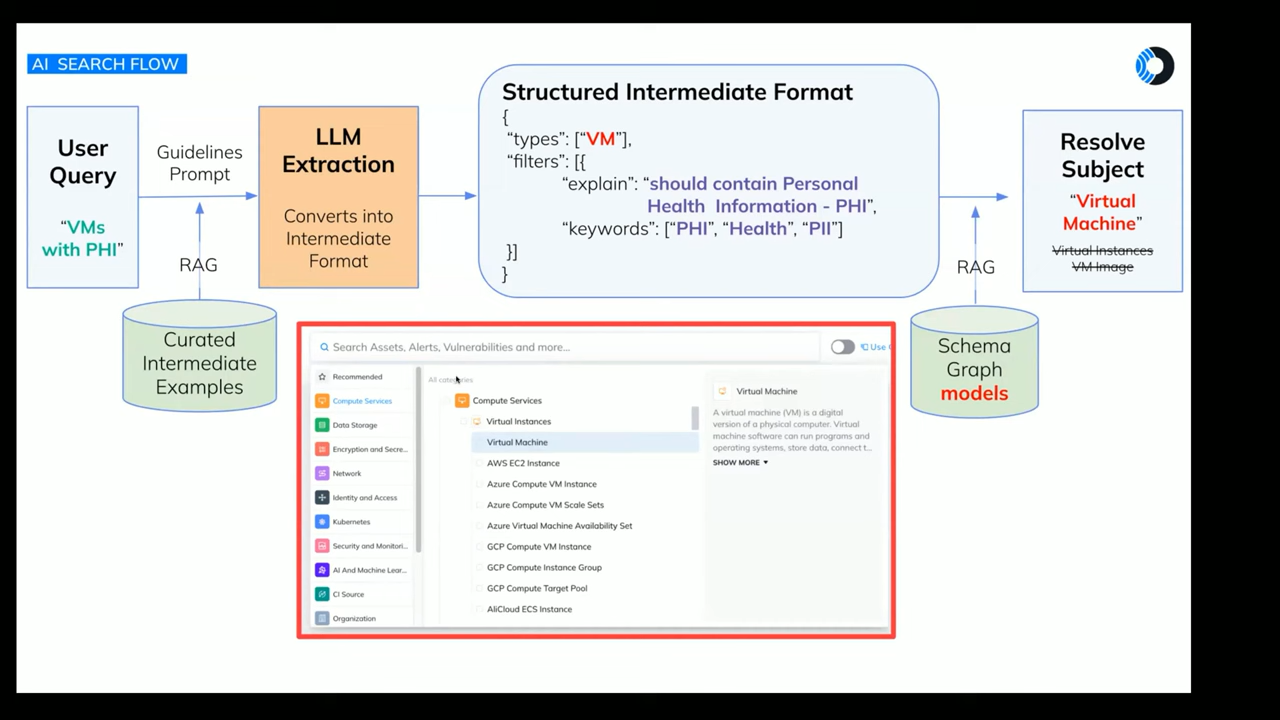 AI SEARCH FLOW
User
Query
“VMs
with PHI”
Guidelines
Prompt
RAG
Curated
Intermediate
Examples
LLM
Extraction
Converts into
Intermediate
Format
Structured Intermediate Format
{
“types”: [“VM”],
“filters”: [{
“explain”: “should contain Personal
Health Information - PHI”,
“keywords”: [“PHI”, “Health”, “PII”]
}]
}
RAG
Schema
Graph
models
Resolve
Subject
“Virtual
Machine”
Virtual Instances
VM Image
Search Assets, Alerts, Vulnerabilities and more...
Use
Recommended
Compute Services
Data Storage
Encryption and Secre...
Network
Identity and Access
Kubernetes
Security and Monitori...
AI And Machine Lear...
CI Source
Organization
All categories
Compute Services
Virtual Instances
Virtual Machine
AWS EC2 Instance
Azure Compute VM Instance
Azure Compute VM Scale Sets
Azure Virtual Machine Availability Set
GCP Compute VM Instance
GCP Compute Instance Group
GCP Compute Target Pool
AliCloud ECS Instance
Virtual Machine
A virtual machine (VM) is a digital
version of a physical computer. Virtual
machine software can run programs and
operating systems, store data, connect t...
SHOW MORE